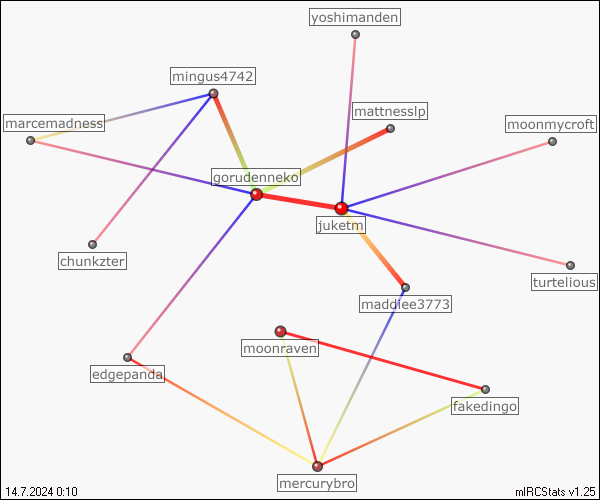 yoshimanden
mingus4742
mattnesslp
marcemadness
moonmycroft
gorudenneko
juketm
chunkzter
turtelious
maddiee3773
moonraven
edgepanda
fakedingo
mercurybro
14.7.2024 0:10
mIRCStats v1.25